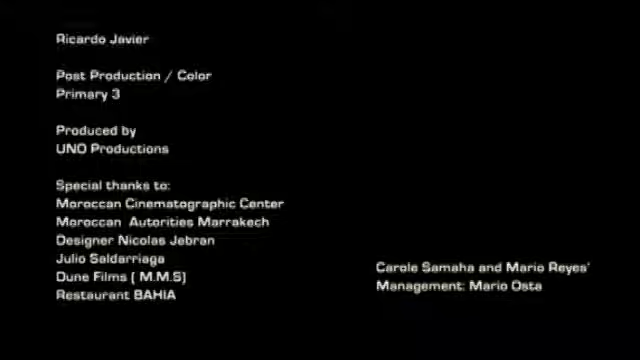 Ricardo Javier
Post Production / Color
Primary 3
Produced by
UNO Productions
Special thanks to:
Moroccan Cinematographic Center
Moroccan Autorities Marrakech
Designer Nicolas Jebran
Julio Saldarriaga
Dune Films ( M.M.S)
Restaurant BAHIA
Carole Samaha and Mario Reyes'
Management: Mario Osta